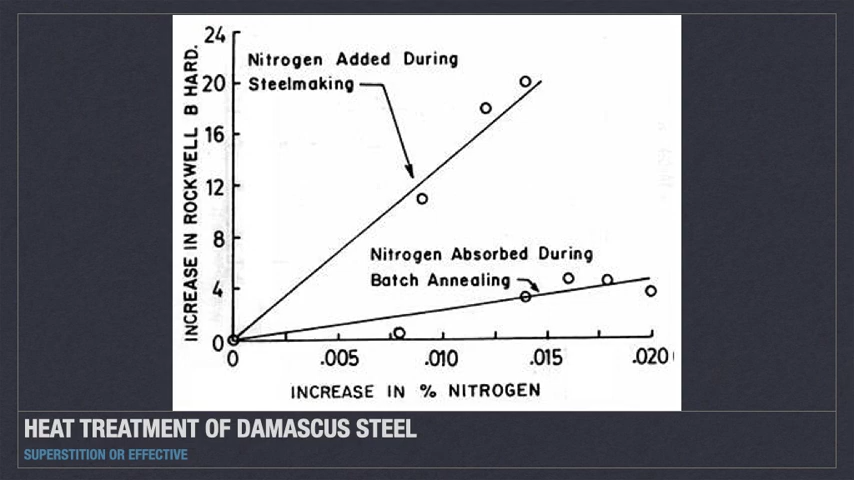 24
20
16
12
8
4
0
INCREASE IN ROCKWELL B HARD.
Nitrogen Added During
Steelmaking
Nitrogen Absorbed During
Batch Annealing
0 .005 .010 .015 .020
INCREASE IN % NITROGEN
HEAT TREATMENT OF DAMASCUS STEEL
SUPERSTITION OR EFFECTIVE